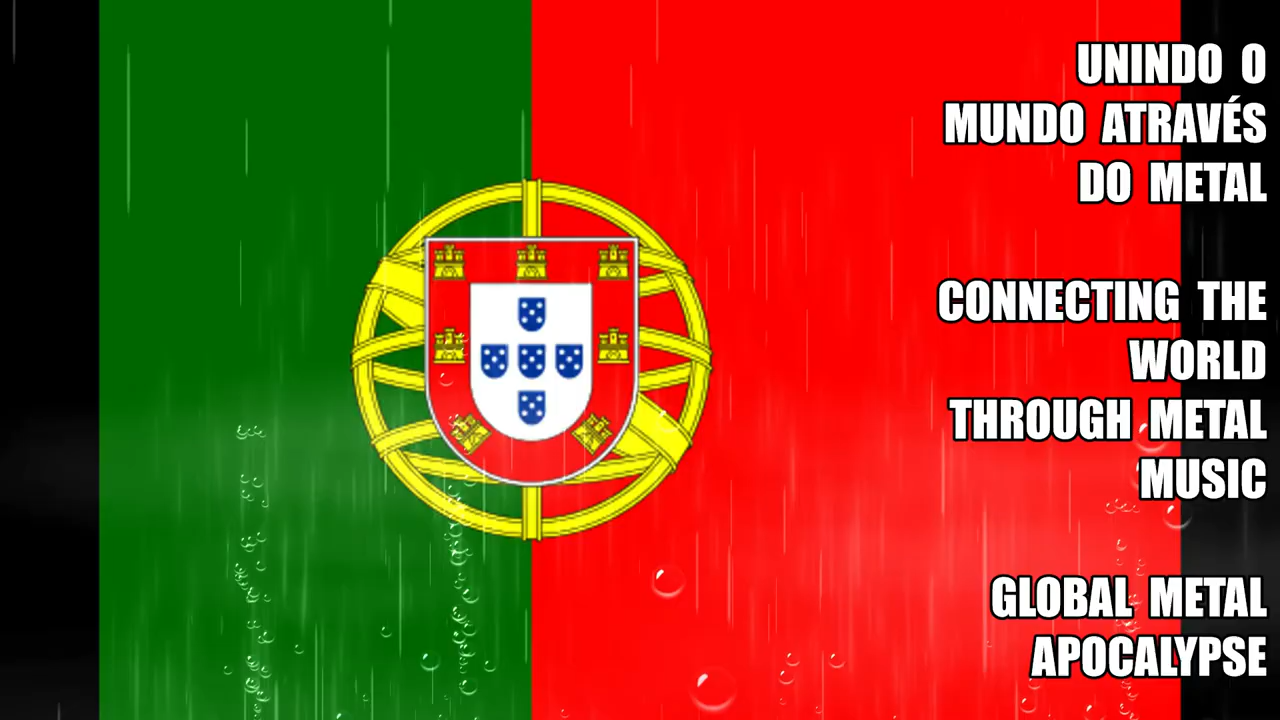 UNINDO O
MUNDO ATRAVÉS
DO METAL
CONNECTING THE
WORLD
THROUGH METAL
MUSIC
GLOBAL METAL
APOCALYPSE